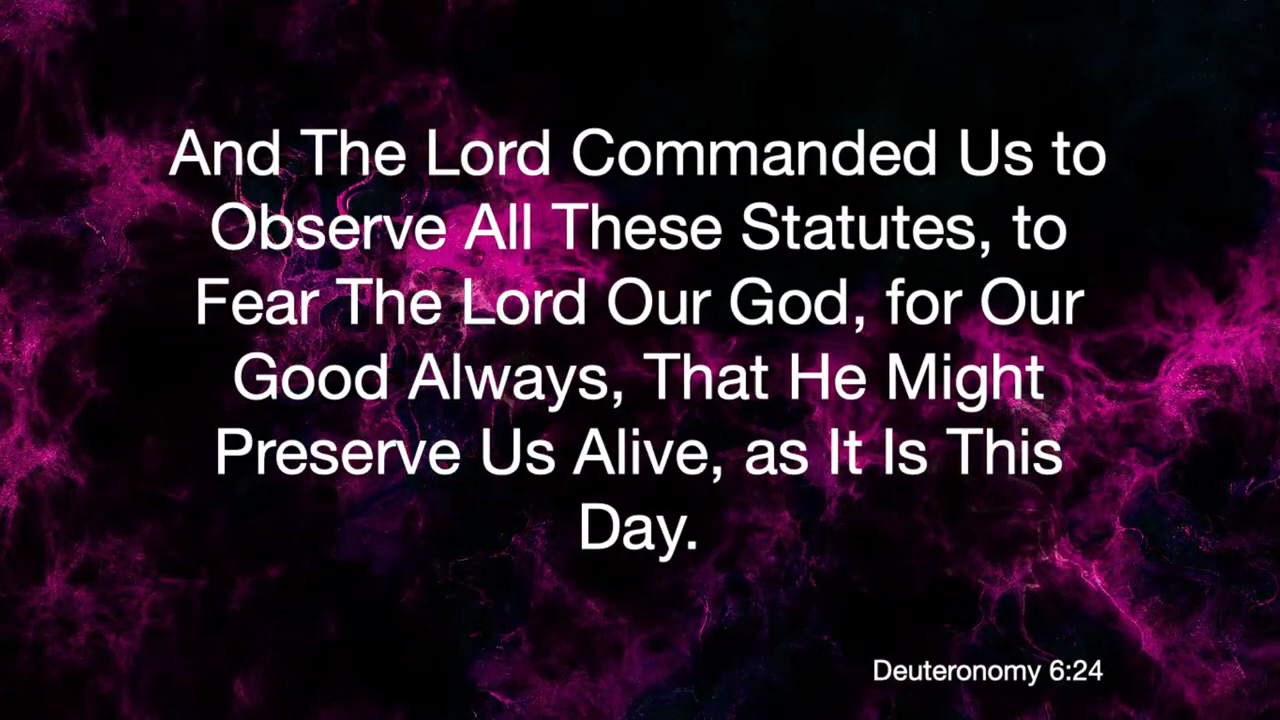 And The Lord Commanded Us to
Observe All These Statutes, to
Fear The Lord Our God, for Our
Good Always, That He Might
Preserve Us Alive, as It Is This
Day.
Deuteronomy 6:24